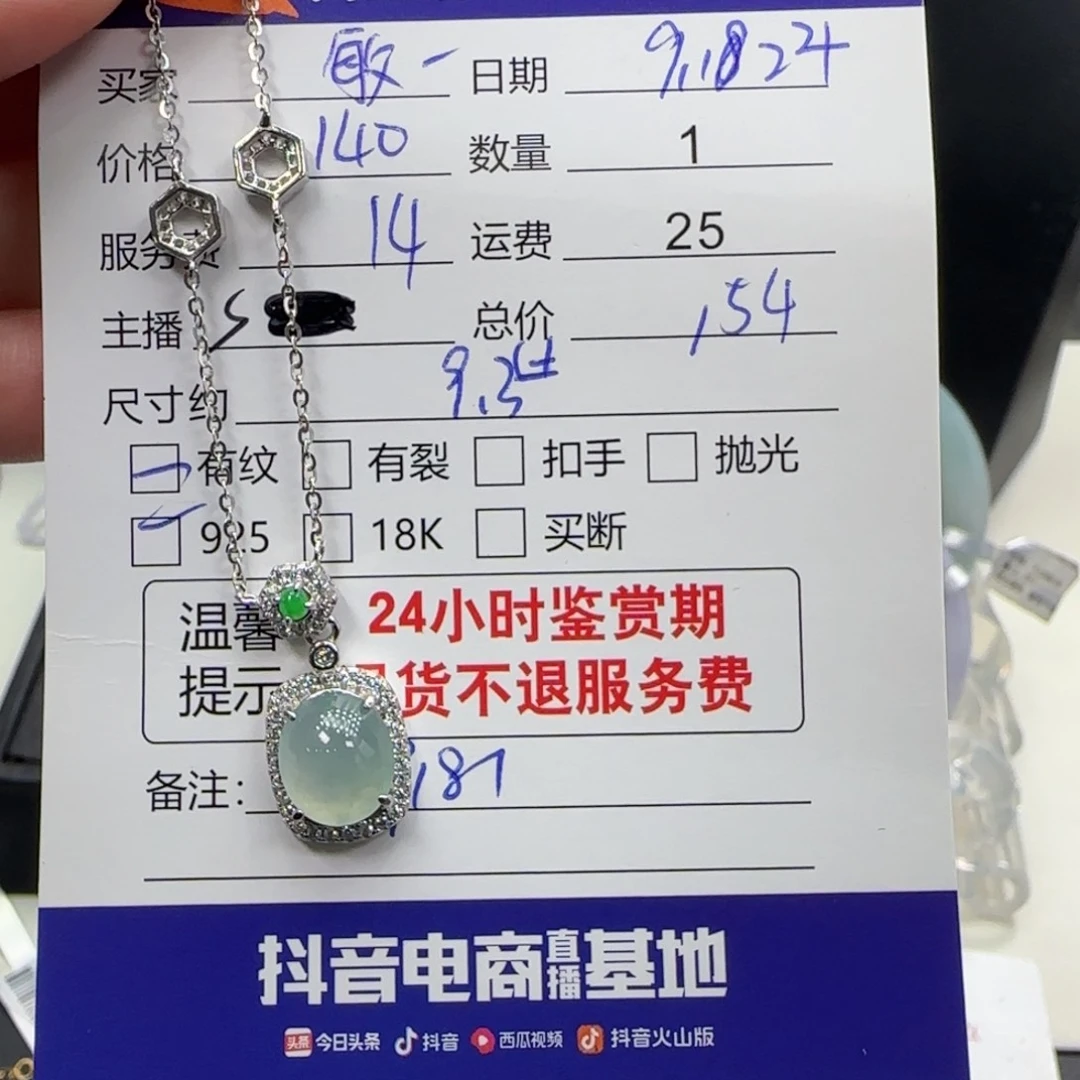 买家 敏一 日期 9,18 24
价格 140 数量 1
服务费 14 运费 25
主播 S 总价 ,154
尺寸约 9.3
有纹 有裂 扣手 抛光
925 18K 买断
温馨 24小时鉴赏期
提示 货不退服务费
备注: 187
抖音电商直播基地
头条 今日头条 抖音 西瓜视频 抖音火山版